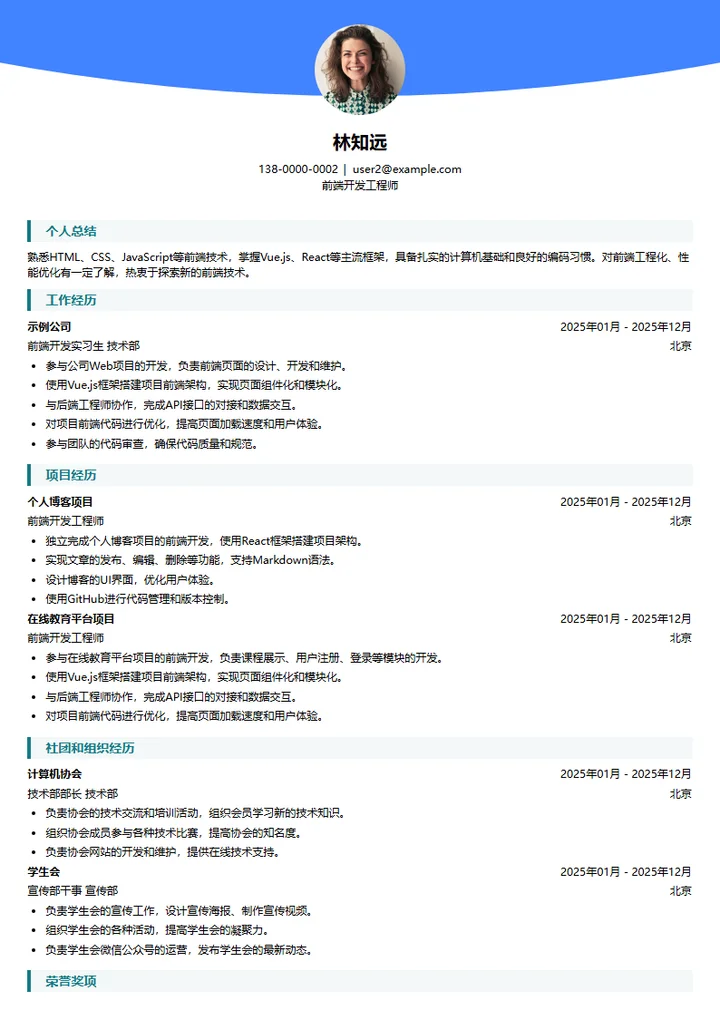 林知远
138-0000-0002 | user2@example.com
前端开发工程师
个人总结
熟悉HTML、CSS、JavaScript等前端技术，掌握Vue.js、React等主流框架，具备扎实的计算机基础和良好的编码习惯。对前端工程化、性
能优化有一定了解，热衷于探索新的前端技术。
工作经历
示例公司 2025年01月 - 2025年12月
前端开发实习生 技术部 北京
• 参与公司Web项目的开发，负责前端页面的设计、开发和维护。
• 使用Vue.js框架搭建项目前端架构，实现页面组件化和模块化。
• 与后端工程师协作，完成API接口的对接和数据交互。
• 对项目前端代码进行优化，提高页面加载速度和用户体验。
• 参与团队的代码审查，确保代码质量和规范。
项目经历
个人博客项目 2025年01月 - 2025年12月
前端开发工程师 北京
• 独立完成个人博客项目的前端开发，使用React框架搭建项目架构。
• 实现文章的发布、编辑、删除等功能，支持Markdown语法。
• 设计博客的UI界面，优化用户体验。
• 使用GitHub进行代码管理和版本控制。
在线教育平台项目 2025年01月 - 2025年12月
前端开发工程师 北京
• 参与在线教育平台项目的前端开发，负责课程展示、用户注册、登录等模块的开发。
• 使用Vue.js框架搭建项目前端架构，实现页面组件化和模块化。
• 与后端工程师协作，完成API接口的对接和数据交互。
• 对项目前端代码进行优化，提高页面加载速度和用户体验。
社团和组织经历
计算机协会 2025年01月 - 2025年12月
技术部部长 技术部 北京
• 负责协会的技术交流和培训活动，组织会员学习新的技术知识。
• 组织协会成员参与各种技术比赛，提高协会的知名度。
• 负责协会网站的开发和维护，提供在线技术支持。
学生会 2025年01月 - 2025年12月
宣传部干事 宣传部 北京
• 负责学生会的宣传工作，设计宣传海报、制作宣传视频。
• 组织学生会的各种活动，提高学生会的凝聚力。
• 负责学生会微信公众号的运营，发布学生会的最新动态。
荣誉奖项